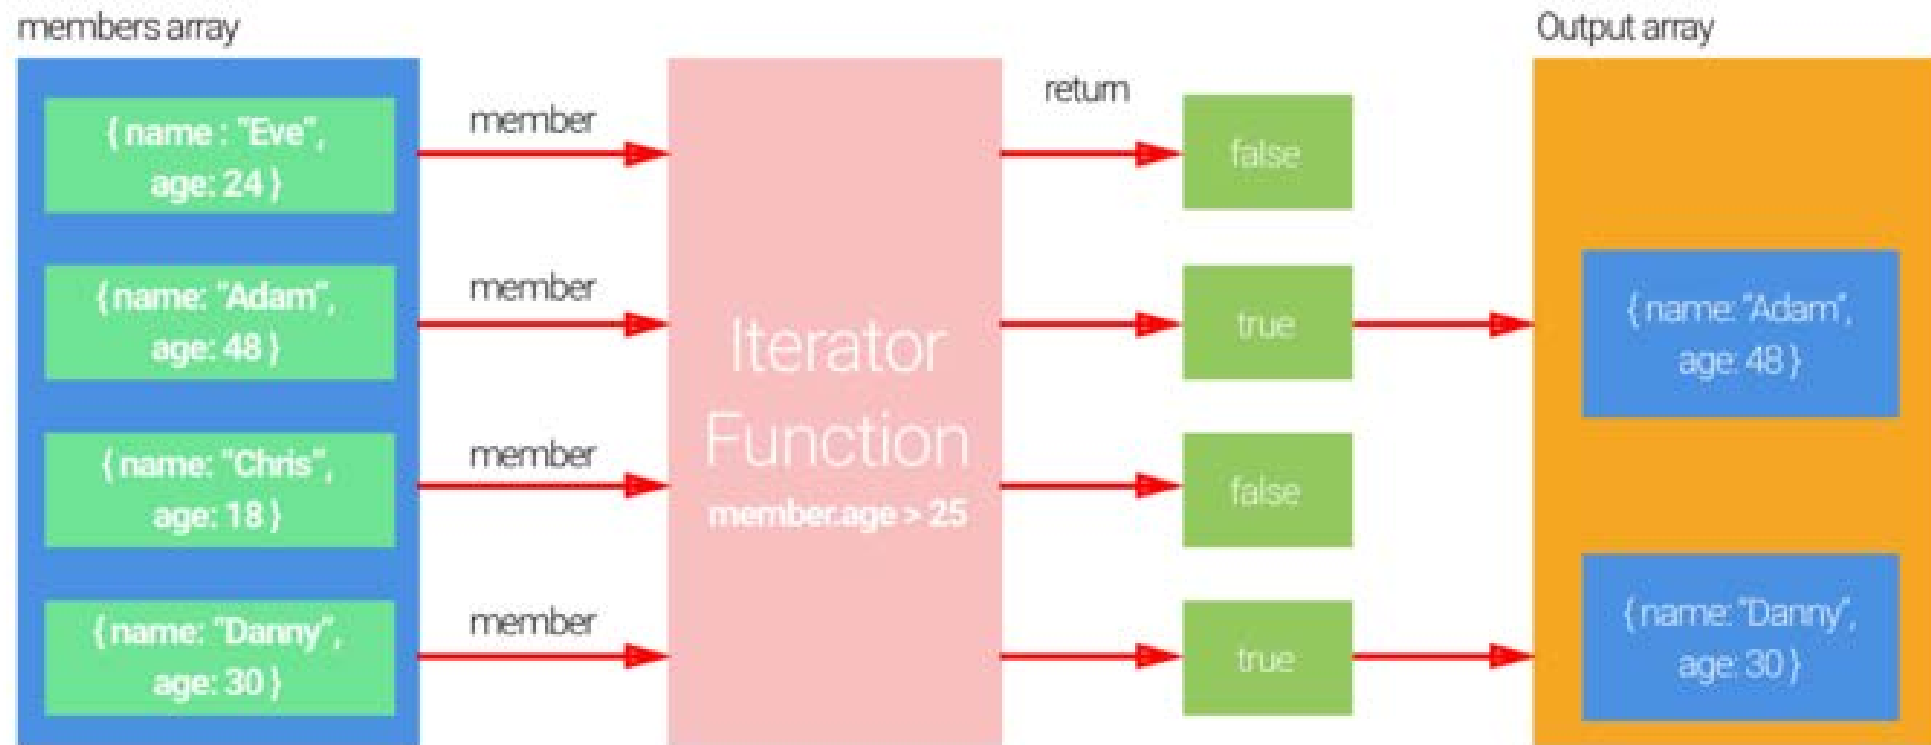 members array
{ name : "Eve",
age: 24 }
{name: "Adam",
age: 48 }
{name: "Chris",
age: 18 }
{name: "Danny",
age: 30 }
member
member
member
member
Iterator
Function
member.age > 25
return
false
true
false
true
Output array
{name: "Adam",
age: 48 }
{name: "Danny",
age: 30 }